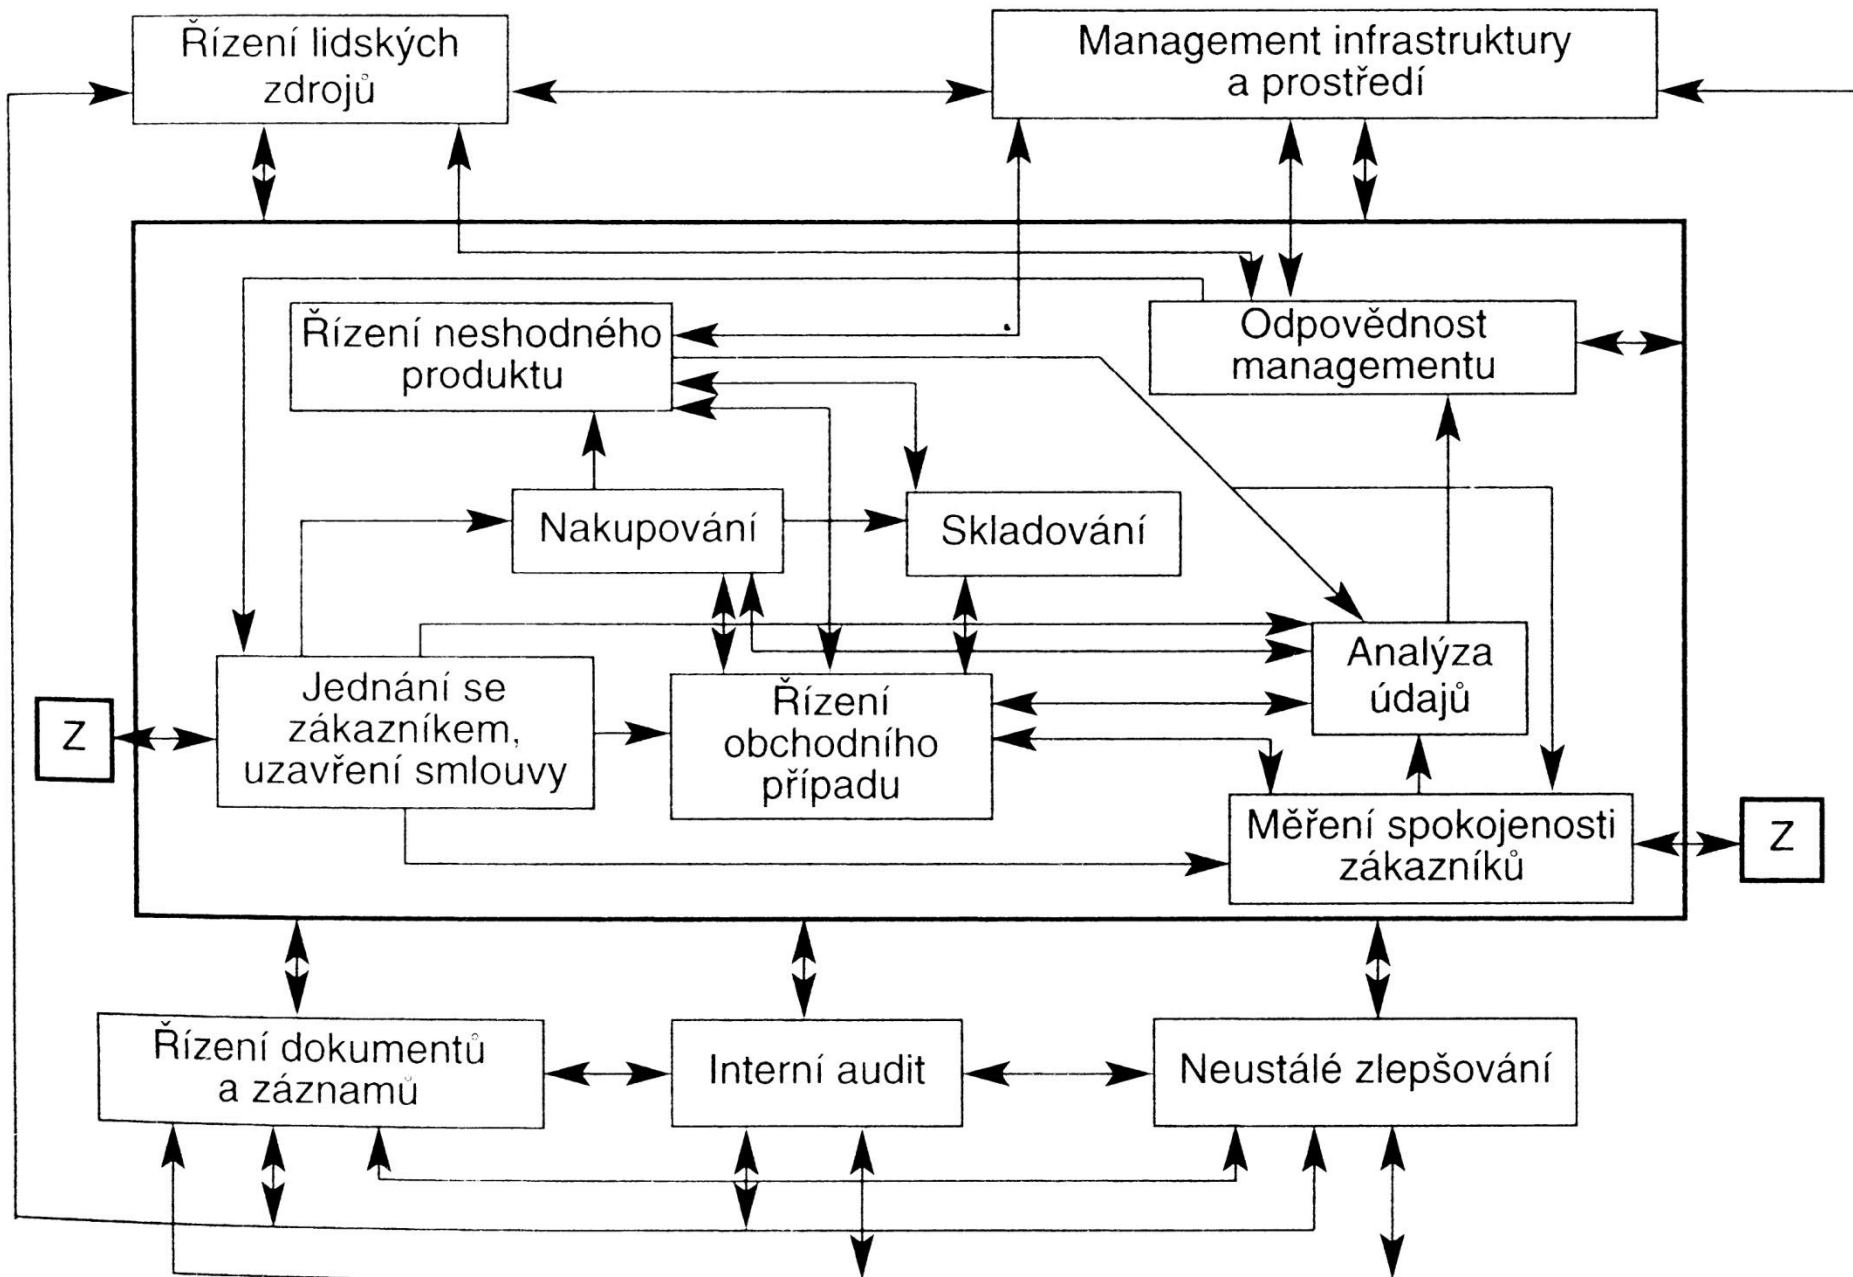 Řízení lidských
zdrojů
Management infrastruktury
a prostředí
Řízení neshodného
produktu
Odpovědnost
managementu
Nakupování
Skladování
Jednání se
zákazníkem,
uzavření smlouvy
Řízení
obchodního
případu
Analýza
údajů
Z
Měření spokojenosti
zákazníků
Z
Řízení dokumentů
a záznamů
Interní audit
Neustálé zlepšování